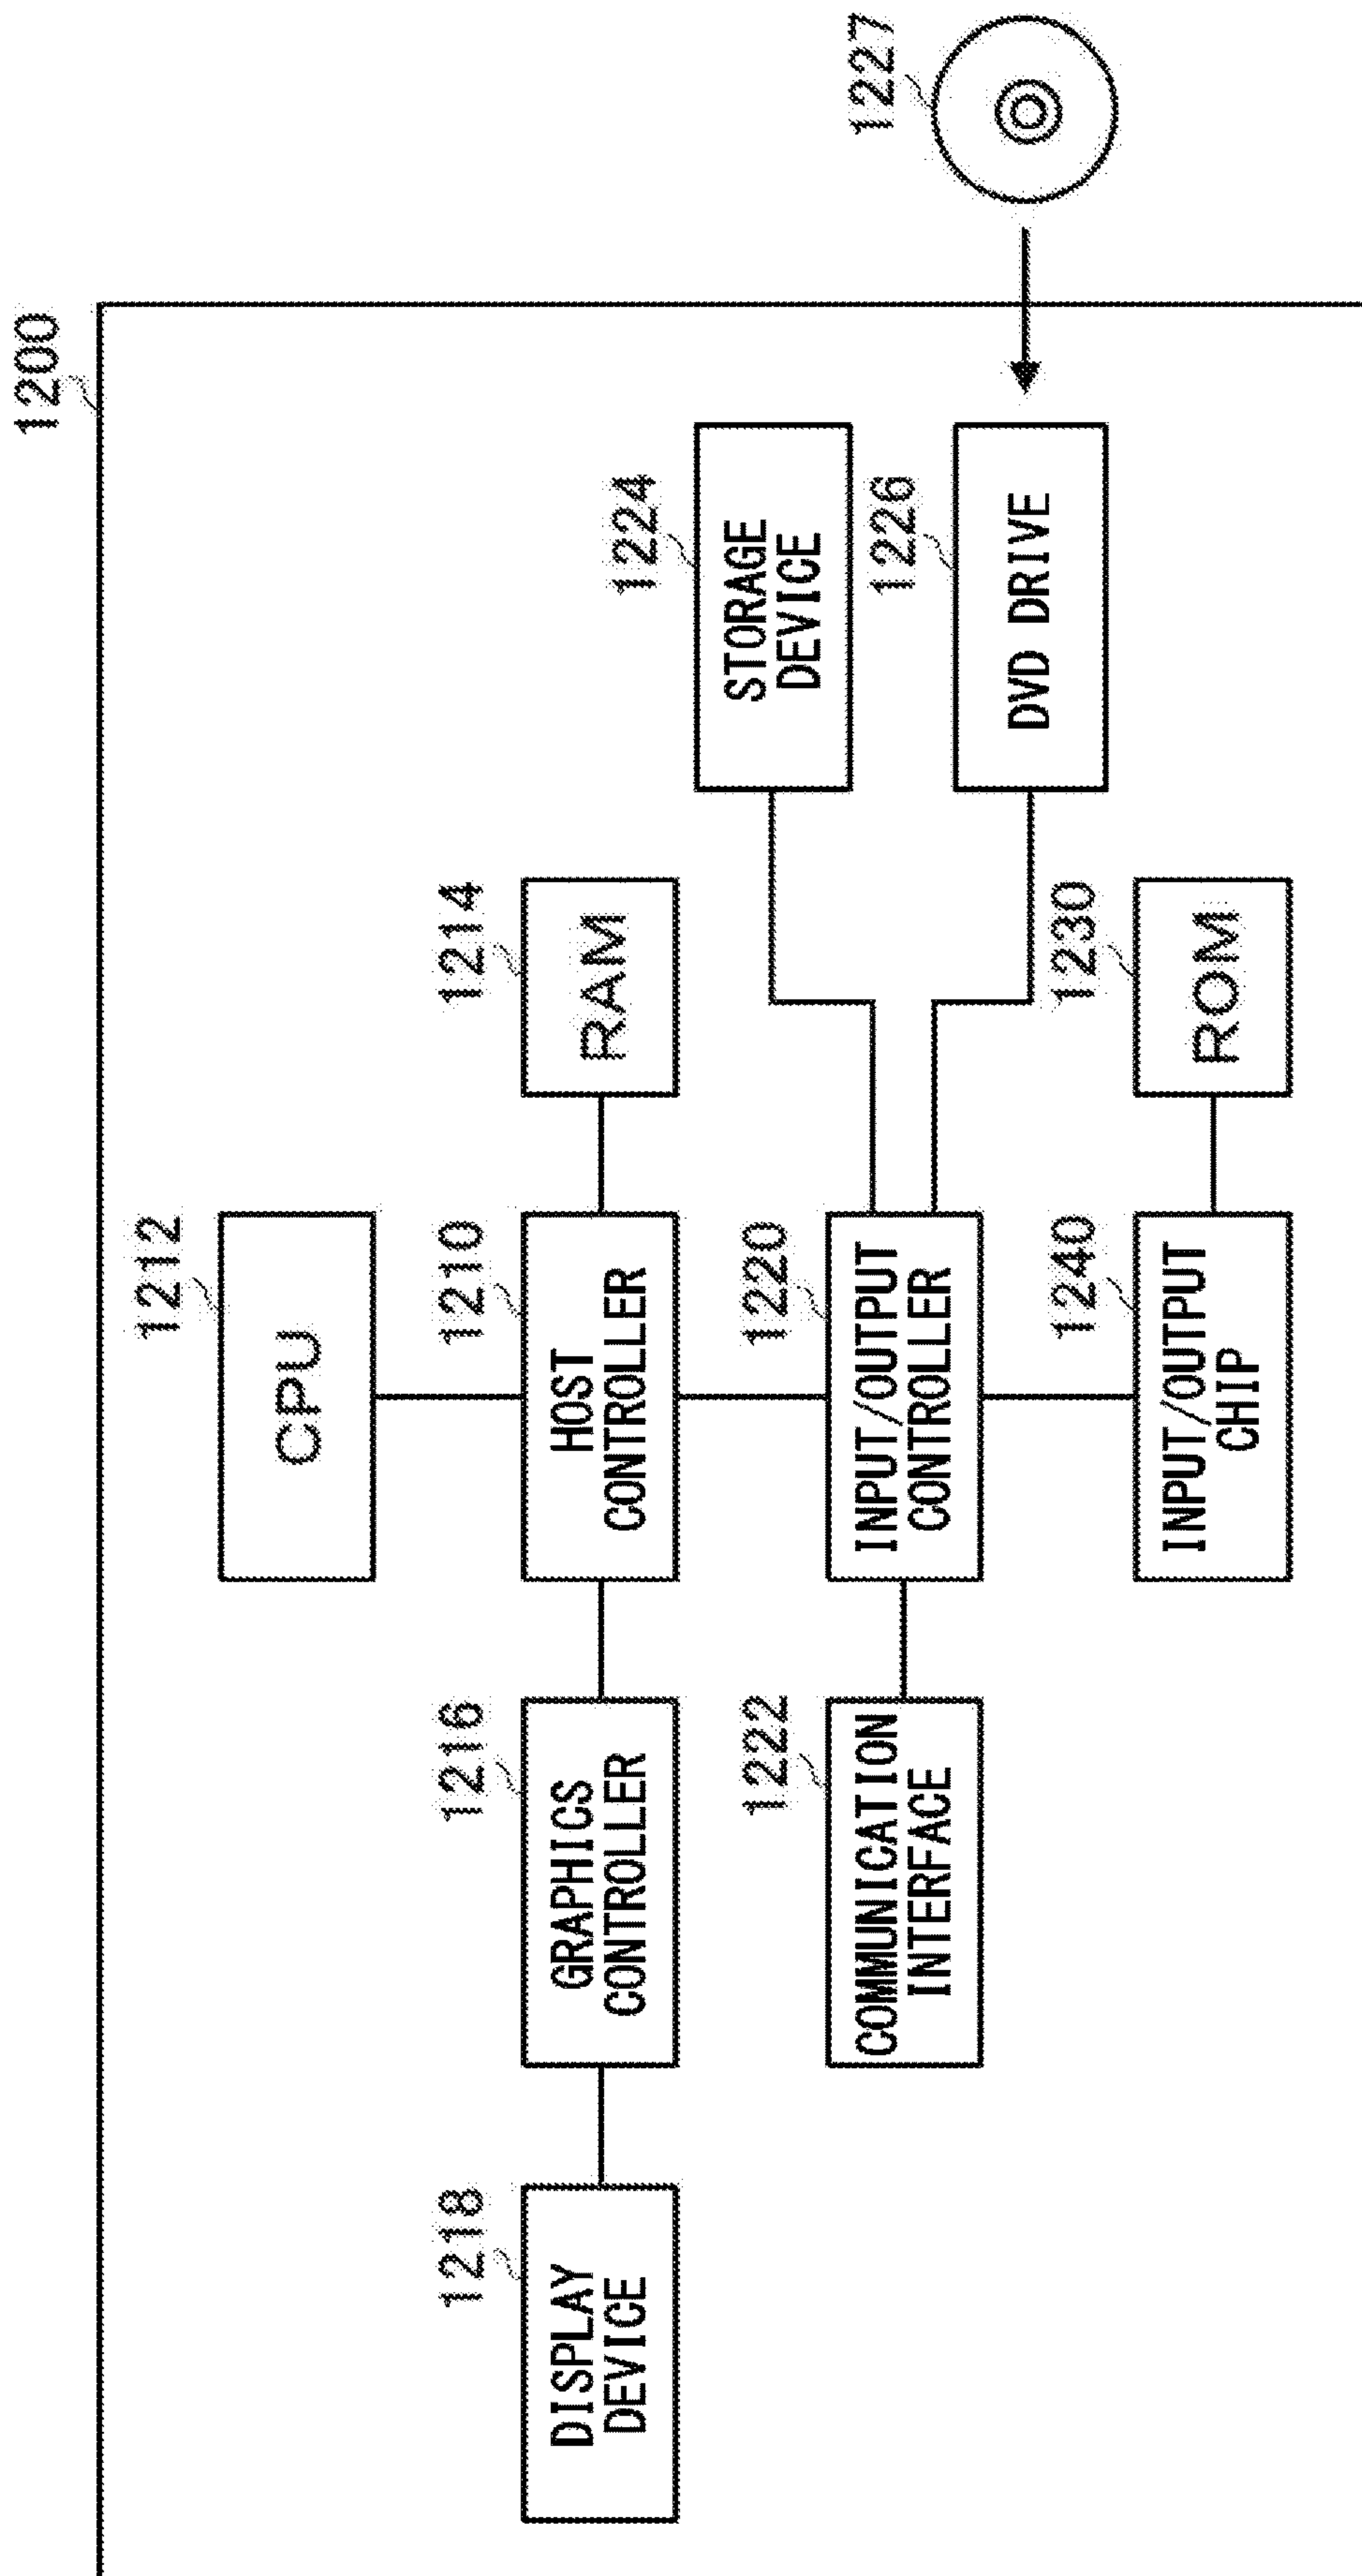 1200
1212
CPU
1218
DISPLAY
DEVICE
1216
GRAPHICS
CONTROLLER
1210
HOST
CONTROLLER
1214
RAM
1224
STORAGE
DEVICE
1222
COMMUNICATION
INTERFACE
1220
INPUT/OUTPUT
CONTROLLER
1226
DVD DRIVE
1227
1240
INPUT/OUTPUT
CHIP
1230
ROM